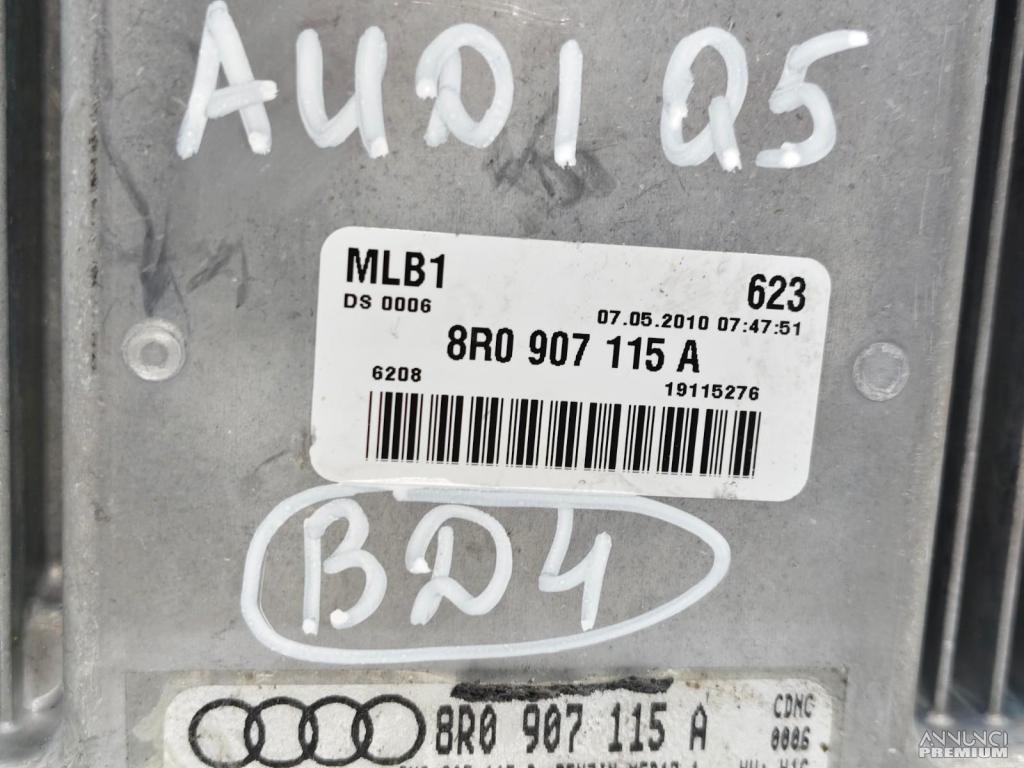 AUDI Q5
MLB1
623
DS 0006
07.05.2010 07:47:51
8R0 907 115 A
6208
19115276
BD4
8R0 907 115 A
CDNC
0006
ANNUNCI
PREMIUM